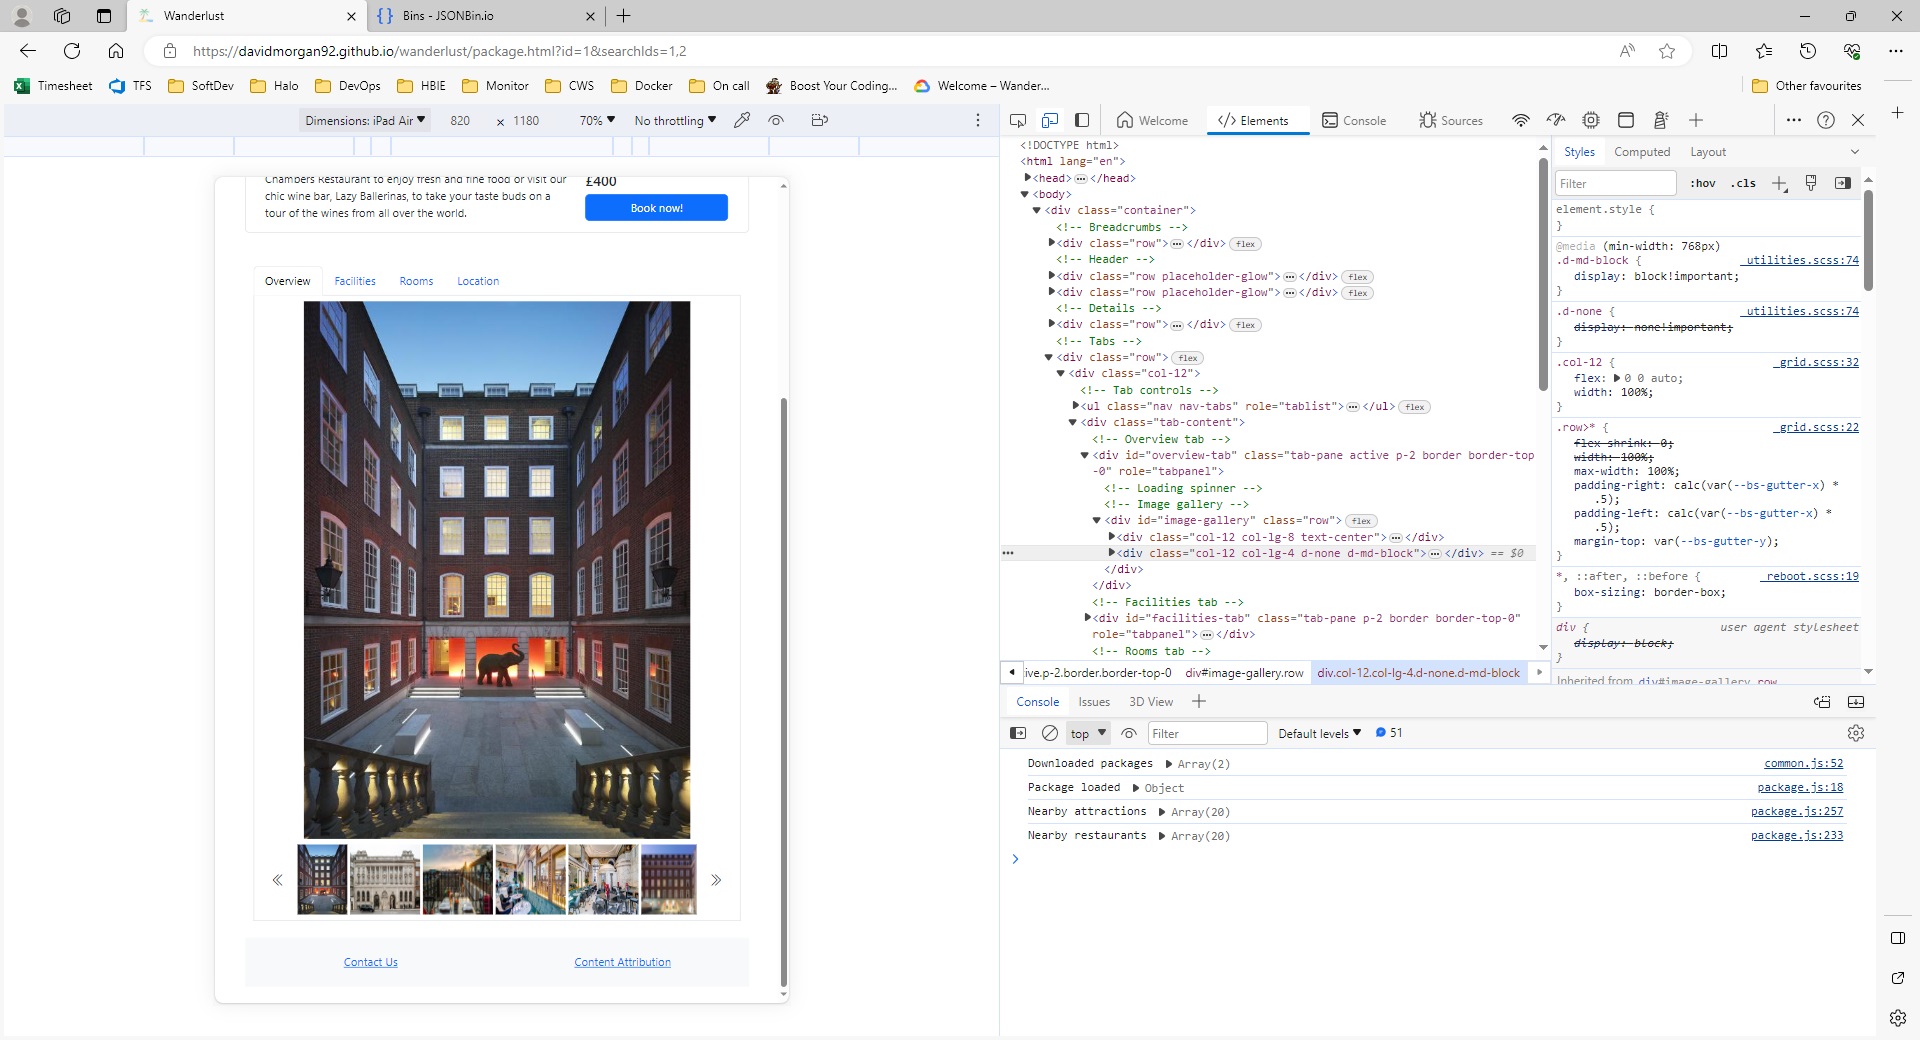 Wanderlust
Bins - JSONBin.io
https://davidmorgan92.github.io/wanderlust/package.html?id=1&searchIds=1,2
Timesheet
TFS
SoftDev
Halo
DevOps
HBIE
Monitor
CWS
Docker
On call
Boost Your Coding...
Welcome – Wander...
Other favourites
Dimensions: iPad Air
820 × 1180
70%
No throttling
Chambers Restaurant to enjoy fresh and fine food or visit our
chic wine bar, Lazy Ballerinas, to take your taste buds on a
tour of the wines from all over the world.
£400
Book now!
Overview
Facilities
Rooms
Location
Contact Us
Content Attribution
Welcome
</> Elements
Console
Sources
<!DOCTYPE html>
<html lang="en">
<head> ⋯ </head>
<body>
<div class="container">
<!-- Breadcrumbs -->
<div class="row"> ⋯ </div> flex
<!-- Header -->
<div class="row placeholder-glow"> ⋯ </div> flex
<div class="row placeholder-glow"> ⋯ </div> flex
<!-- Details -->
<div class="row"> ⋯ </div> flex
<!-- Tabs -->
<div class="row"> flex
<div class="col-12">
<!-- Tab controls -->
<ul class="nav nav-tabs" role="tablist"> ⋯ </ul> flex
<div class="tab-content">
<!-- Overview tab -->
<div id="overview-tab" class="tab-pane active p-2 border border-top
-0" role="tabpanel">
<!-- Loading spinner -->
<!-- Image gallery -->
<div id="image-gallery" class="row"> flex
<div class="col-12 col-lg-8 text-center"> ⋯ </div>
<div class="col-12 col-lg-4 d-none d-md-block"> ⋯ </div> == $0
</div>
</div>
<!-- Facilities tab -->
<div id="facilities-tab" class="tab-pane p-2 border border-top-0"
role="tabpanel"> ⋯ </div>
<!-- Rooms tab -->
ive.p-2.border.border-top-0
div#image-gallery.row
div.col-12.col-lg-4.d-none.d-md-block
Styles
Computed
Layout
Filter
:hov
.cls
element.style {
}
@media (min-width: 768px)
.d-md-block { _utilities.scss:74
display: block!important;
}
.d-none { _utilities.scss:74
display: none!important;
}
.col-12 { _grid.scss:32
flex: 0 0 auto;
width: 100%;
}
.row>* { _grid.scss:22
flex-shrink: 0;
width: 100%;
max-width: 100%;
padding-right: calc(var(--bs-gutter-x) *
.5);
padding-left: calc(var(--bs-gutter-x) *
.5);
margin-top: var(--bs-gutter-y);
}
*, ::after, ::before { _reboot.scss:19
box-sizing: border-box;
}
div { user agent stylesheet
display: block;
}
Inherited from div#image-gallery.row
Console
Issues
3D View
top
Filter
Default levels
51
Downloaded packages Array(2) common.js:52
Package loaded Object package.js:18
Nearby attractions Array(20) package.js:257
Nearby restaurants Array(20) package.js:233